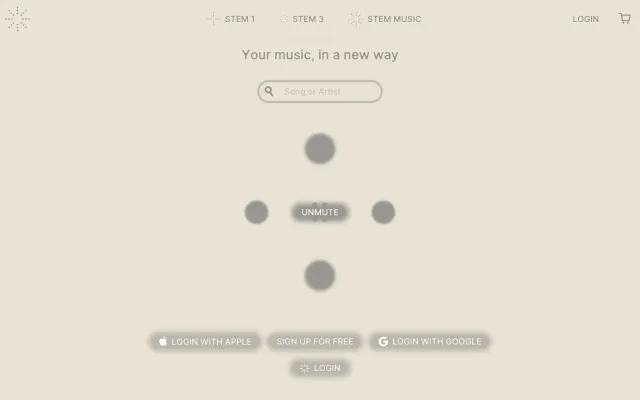 STEM 1 STEM 3 STEM MUSIC LOGIN
Your music, in a new way
Song or Artist
UNMUTE
LOGIN WITH APPLE SIGN UP FOR FREE LOGIN WITH GOOGLE
LOGIN